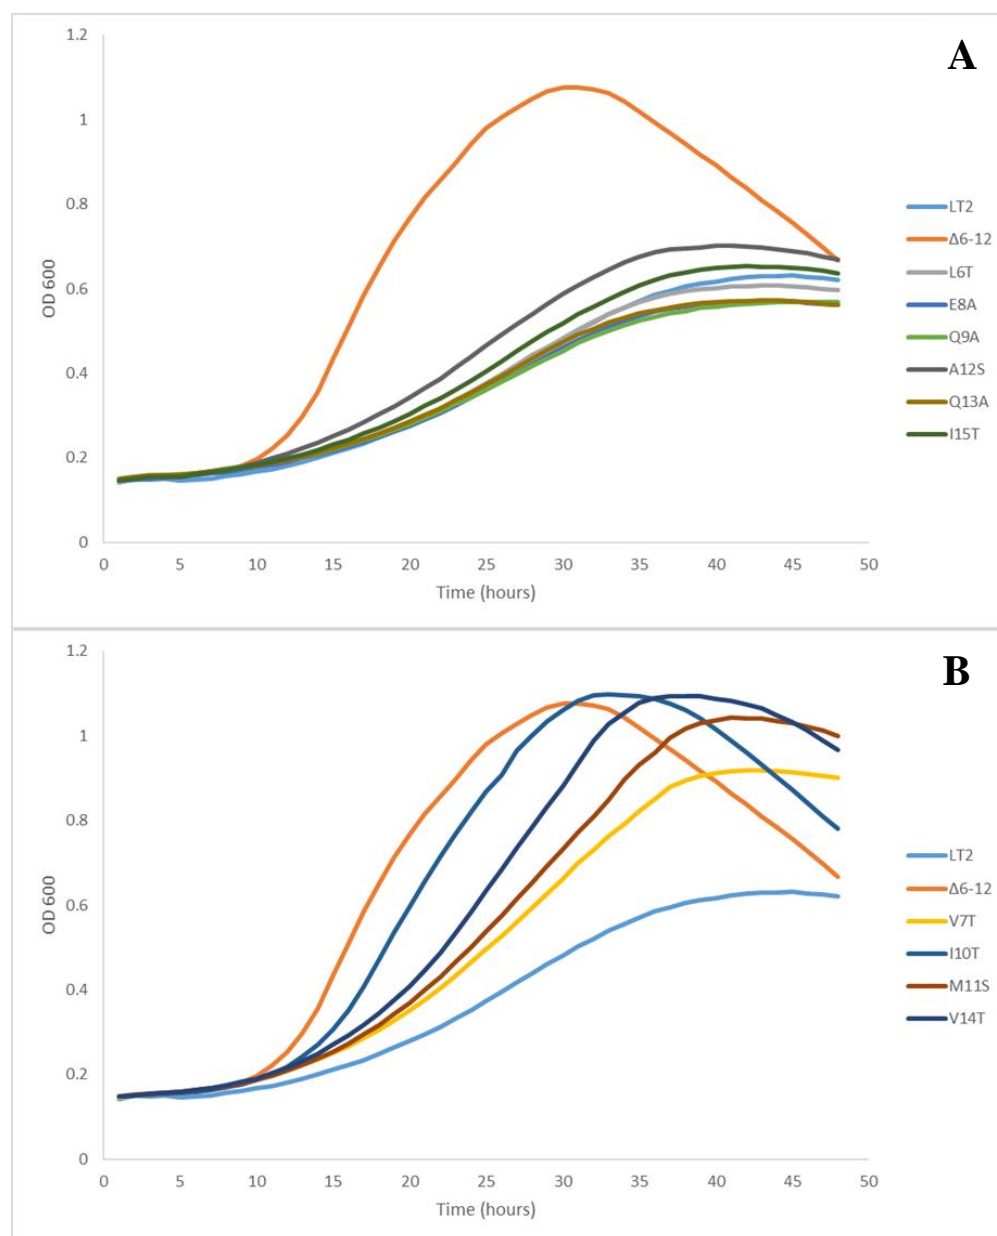 A
1.2
1
0.8
0.6
0.4
0.2
0
OD 600
0 5 10 15 20 25 30 35 40 45 50
Time (hours)
LT2
Δ6-12
L6T
E8A
Q9A
A12S
Q13A
I15T
B
1.2
1
0.8
0.6
0.4
0.2
0
OD 600
0 5 10 15 20 25 30 35 40 45 50
Time (hours)
LT2
Δ6-12
V7T
I10T
M11S
V14T